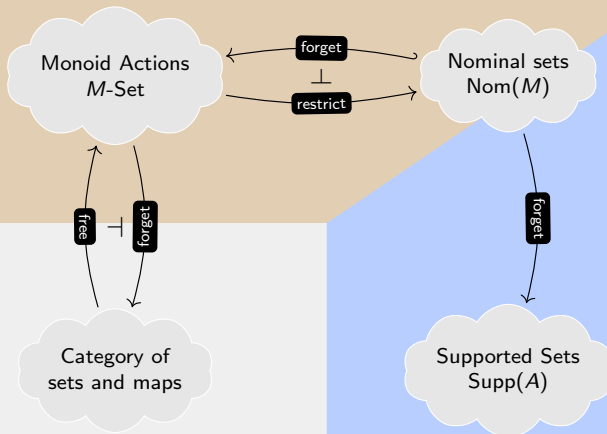 Monoid Actions
M-Set
forget
⊥
restrict
Nominal sets
Nom(M)
free
⊣
forget
forget
Category of
sets and maps
Supported Sets
Supp(A)